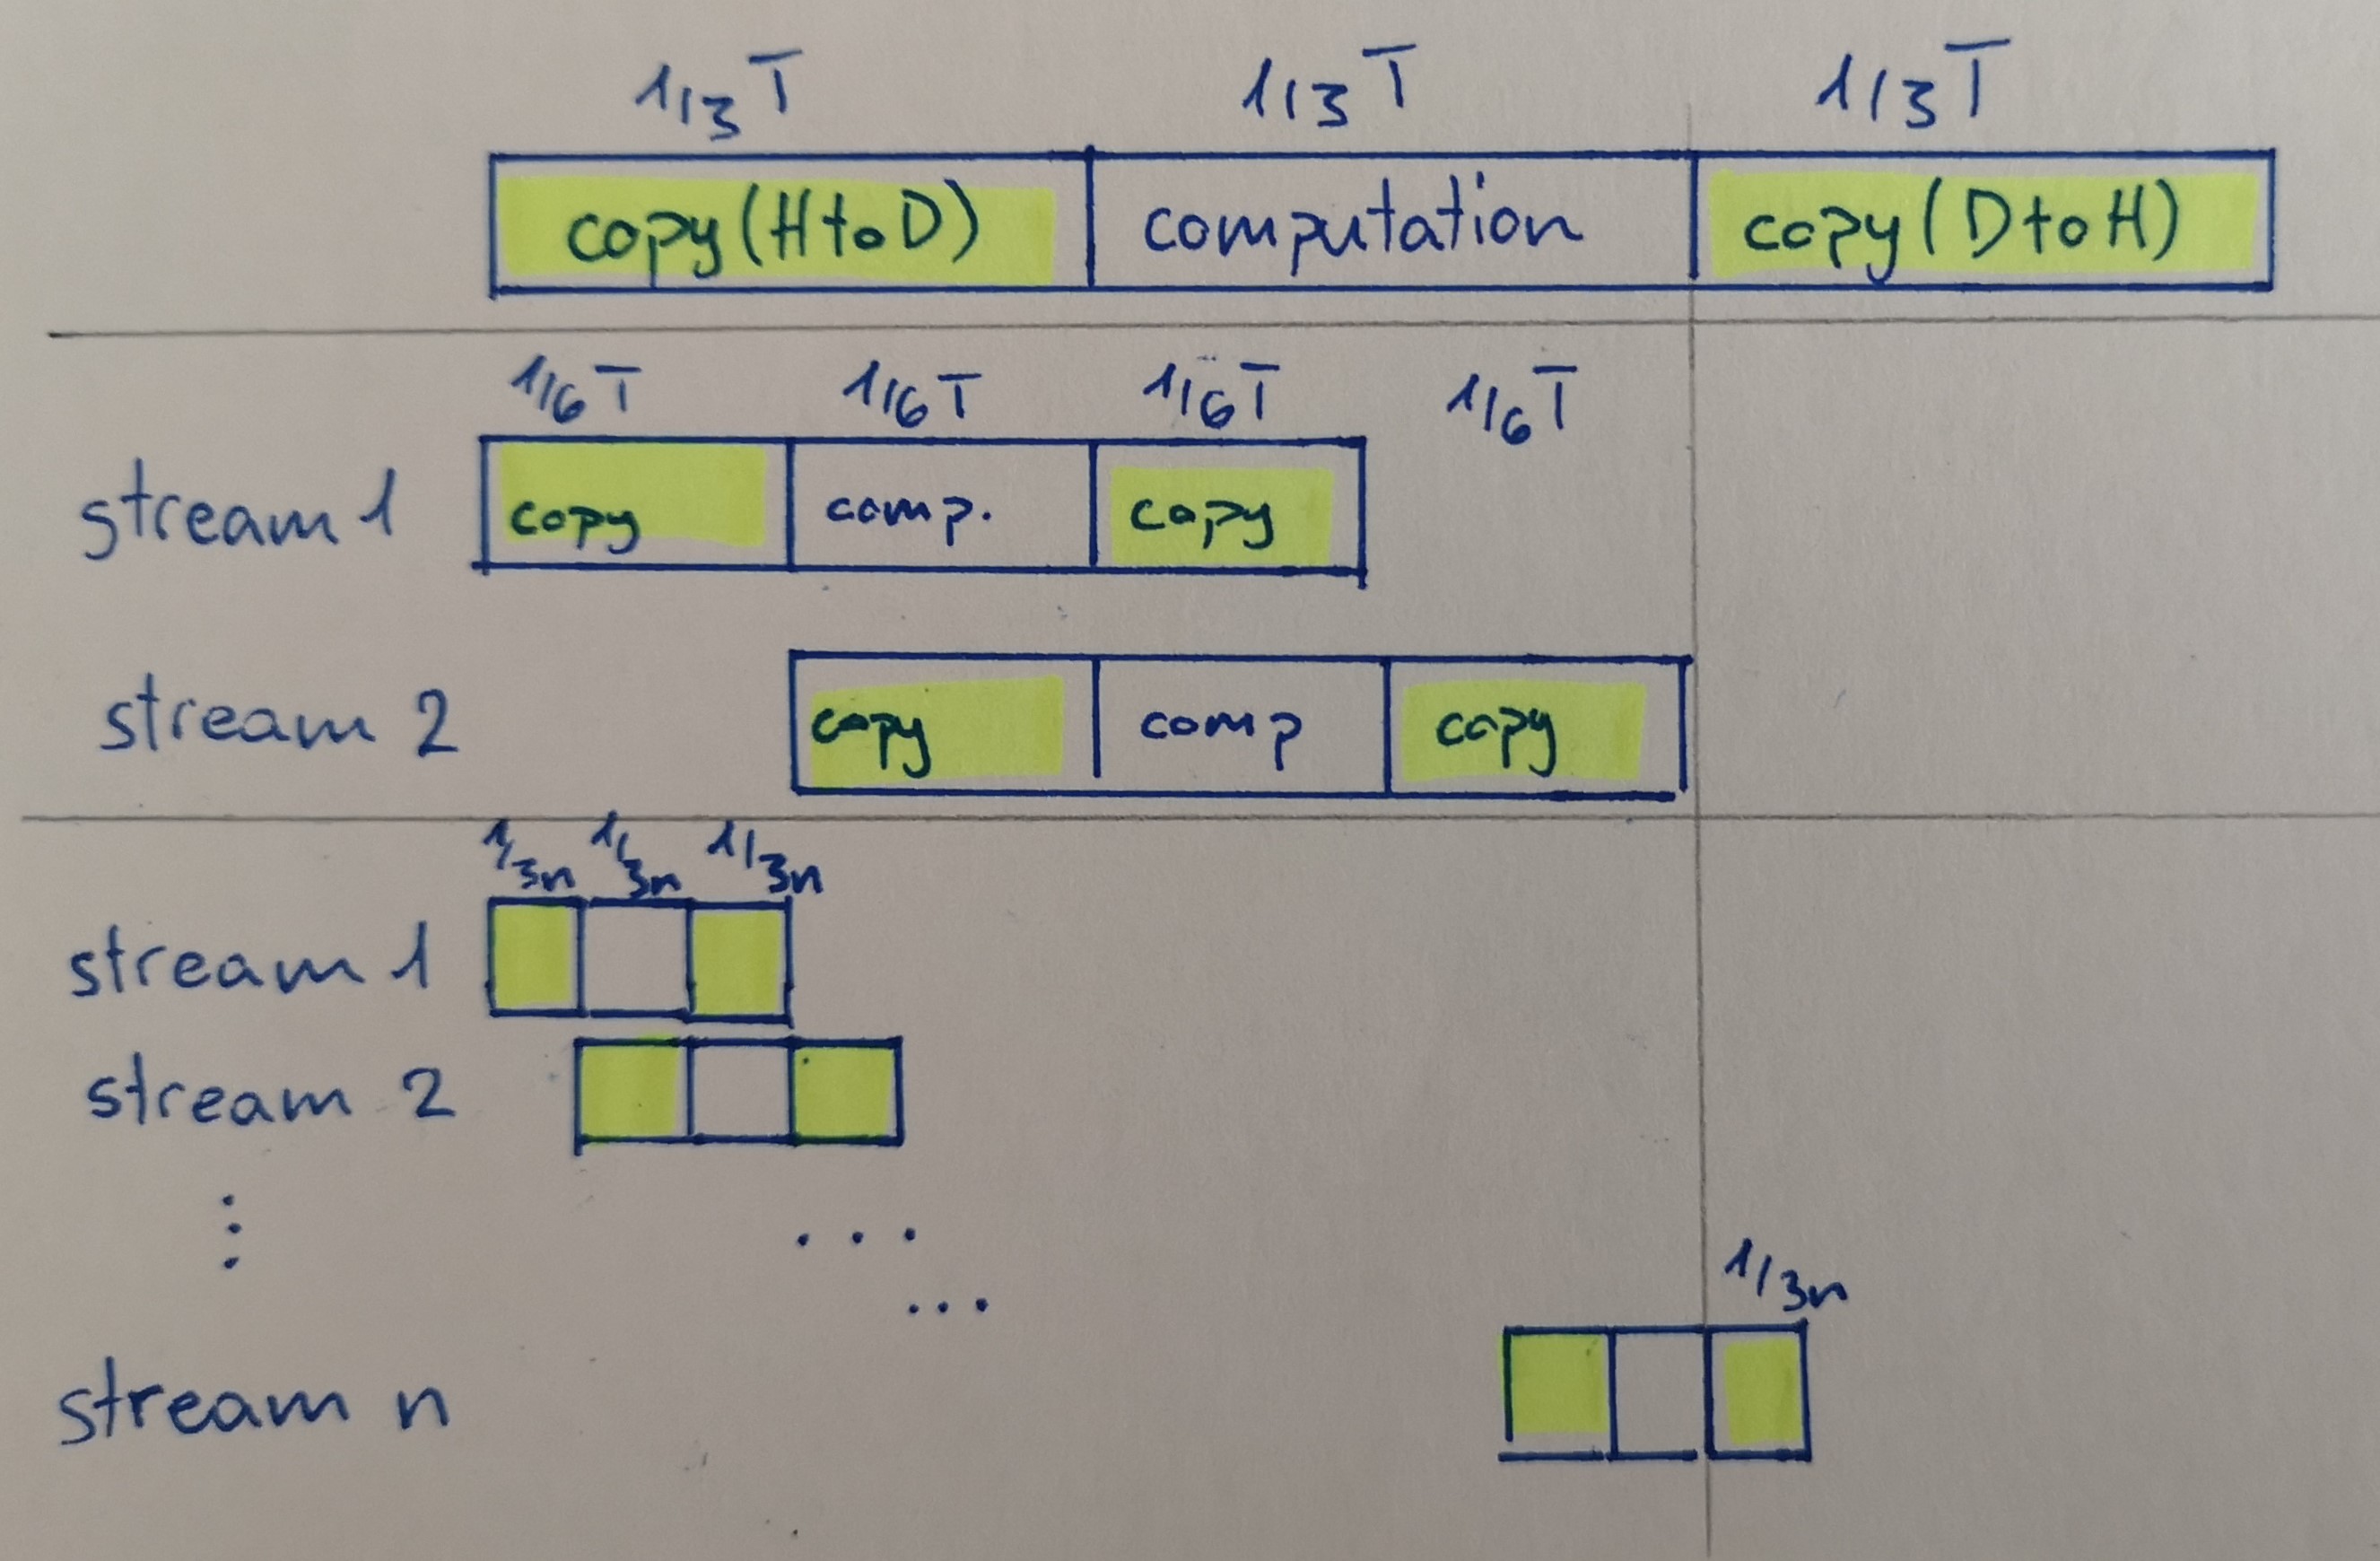 1/3 T 1/3 T 1/3 T
copy (H to D) computation copy (D to H)
1/6 T 1/6 T 1/6 T 1/6 T
stream 1 copy comp. copy
stream 2 copy comp copy
1/3n 1/3n 1/3n
stream 1
stream 2
⋮ ...
...
1/3n
stream n